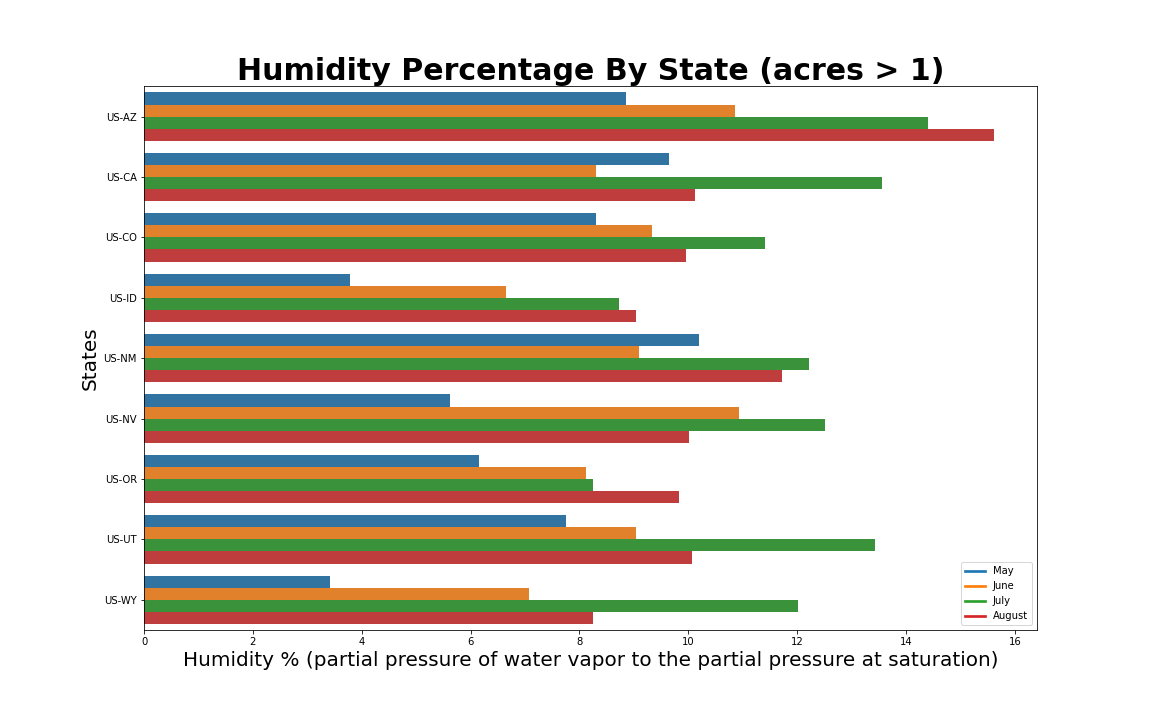 Humidity Percentage By State (acres > 1)
US-AZ
US-CA
US-CO
US-ID
US-NM
US-NV
US-OR
US-UT
US-WY
States
May
June
July
August
0 2 4 6 8 10 12 14 16
Humidity % (partial pressure of water vapor to the partial pressure at saturation)